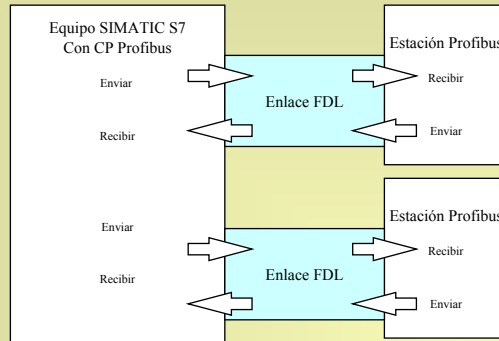 Equipo SIMATIC S7
Con CP Profibus
Enviar
Recibir
Enlace FDL
Estación Profibus
Recibir
Enviar
Enviar
Recibir
Enlace FDL
Estación Profibus
Recibir
Enviar